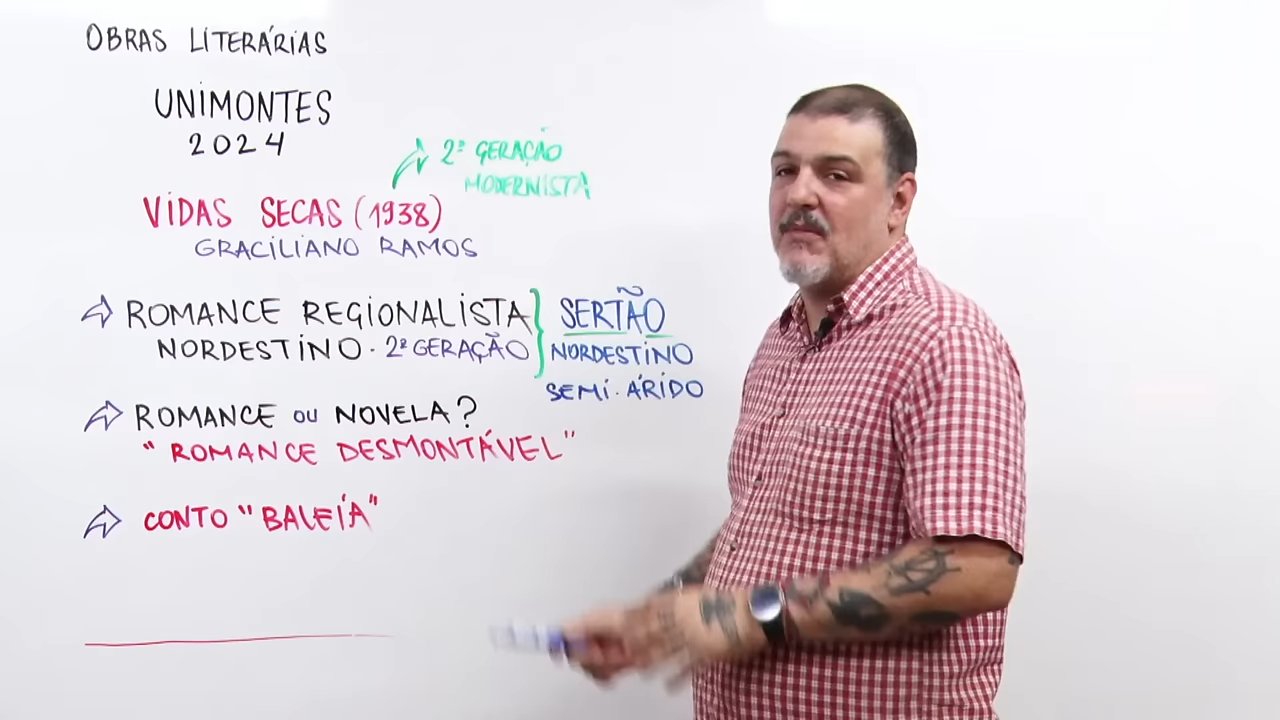 OBRAS LITERÁRIAS
UNIMONTES
2024
2ª GERAÇÃO
MODERNISTA
VIDAS SECAS (1938)
GRACILIANO RAMOS
ROMANCE REGIONALISTA
NORDESTINO · 2ª GERAÇÃO
SERTÃO
NORDESTINO
SEMI-ÁRIDO
ROMANCE OU NOVELA?
"ROMANCE DESMONTÁVEL"
CONTO "BALEIA"